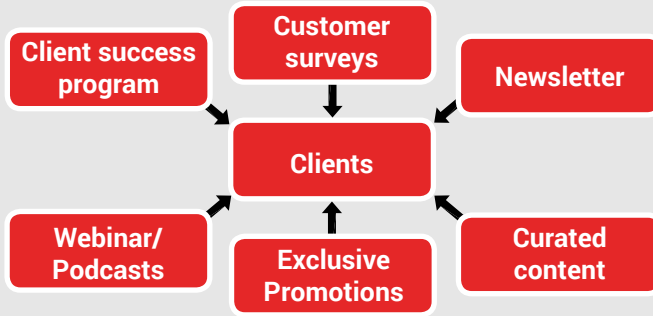 Client success
program
Customer
surveys
Newsletter
Clients
Webinar/
Podcasts
Exclusive
Promotions
Curated
content